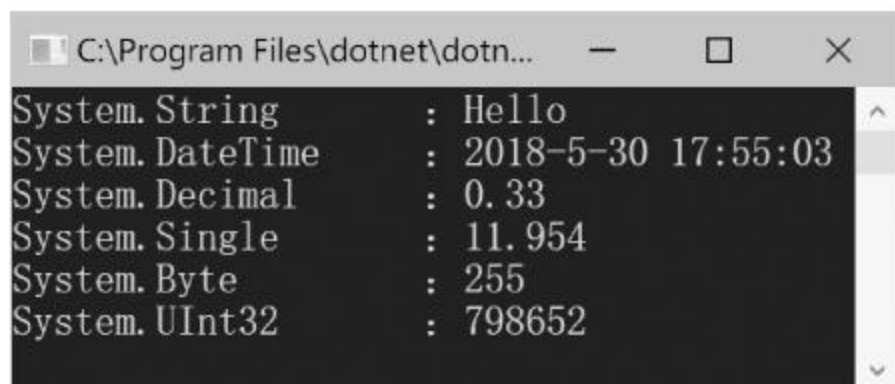 C:\Program Files\dotnet\dotn...
System.String : Hello
System.DateTime : 2018-5-30 17:55:03
System.Decimal : 0.33
System.Single : 11.954
System.Byte : 255
System.UInt32 : 798652